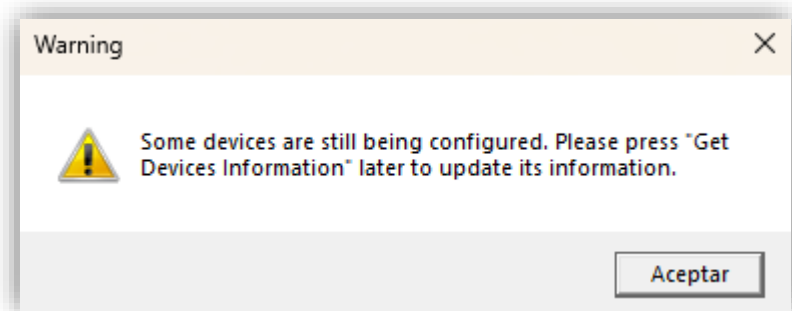 Warning
Some devices are still being configured. Please press "Get
Devices Information" later to update its information.
Aceptar